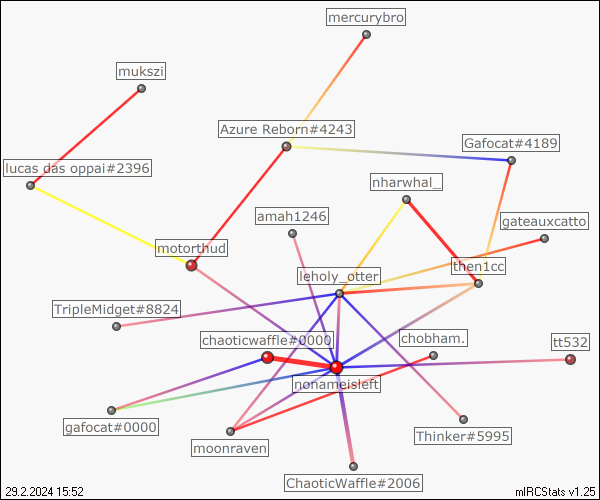 mercurybro
mukszi
Azure Reborn#4243
Gafocat#4189
lucas das oppai#2396
nharwhal_
amah1246
gateauxcatto
motorthud
leholy_otter
then1cc
TripleMidget#8824
chaoticwaffle#0000
chobham.
tt532
nonameisleft
gafocat#0000
Thinker#5995
moonraven
ChaoticWaffle#2006
29.2.2024 15:52
mIRCStats v1.25